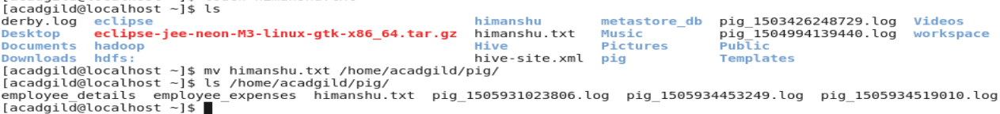 [acadgild@localhost ~]$ ls
derby.log eclipse himanshu metastore_db pig_1503426248729.log Videos
Desktop eclipse-jee-neon-M3-linux-gtk-x86_64.tar.gz himanshu.txt Music pig_1504994139440.log workspace
Documents hadoop Hive Pictures Public
Downloads hdfs: hive-site.xml pig Templates
[acadgild@localhost ~]$ mv himanshu.txt /home/acadgild/pig/
[acadgild@localhost ~]$ ls /home/acadgild/pig/
employee_details employee_expenses himanshu.txt pig_1505931023806.log pig_1505934453249.log pig_1505934519010.log
[acadgild@localhost ~]$